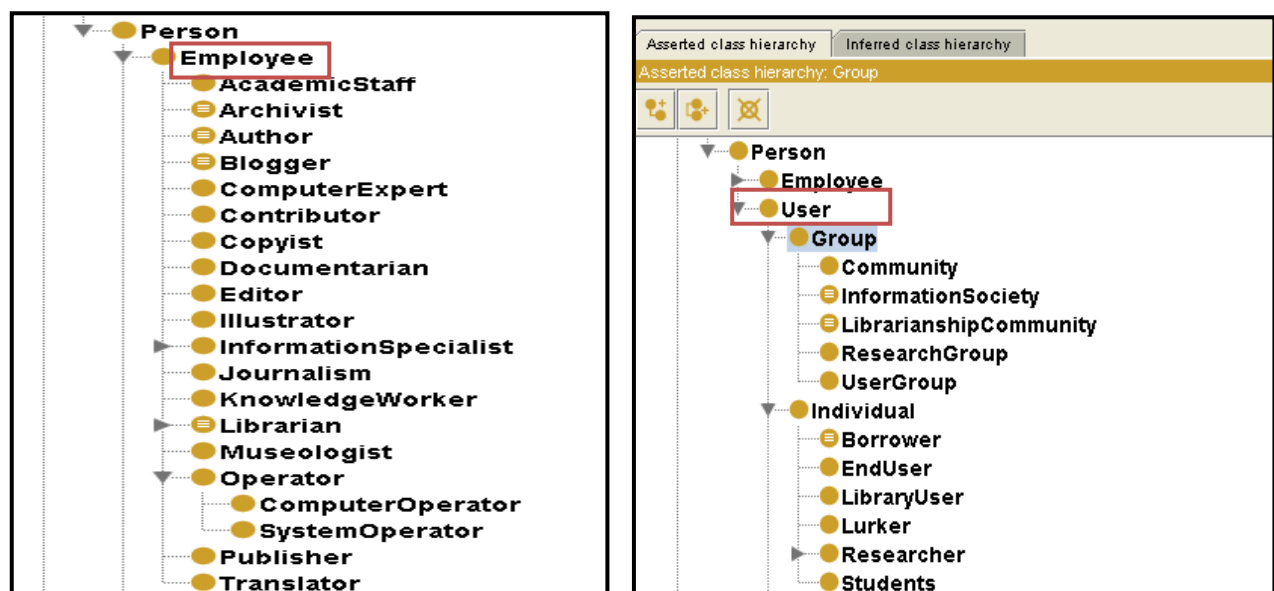 Person
Employee
AcademicStaff
Archivist
Author
Blogger
ComputerExpert
Contributor
Copyist
Documentarian
Editor
Illustrator
InformationSpecialist
Journalism
KnowledgeWorker
Librarian
Museologist
Operator
ComputerOperator
SystemOperator
Publisher
Translator
Asserted class hierarchy Inferred class hierarchy
Asserted class hierarchy: Group
Person
Employee
User
Group
Community
InformationSociety
LibrarianshipCommunity
ResearchGroup
UserGroup
Individual
Borrower
EndUser
LibraryUser
Lurker
Researcher
Students